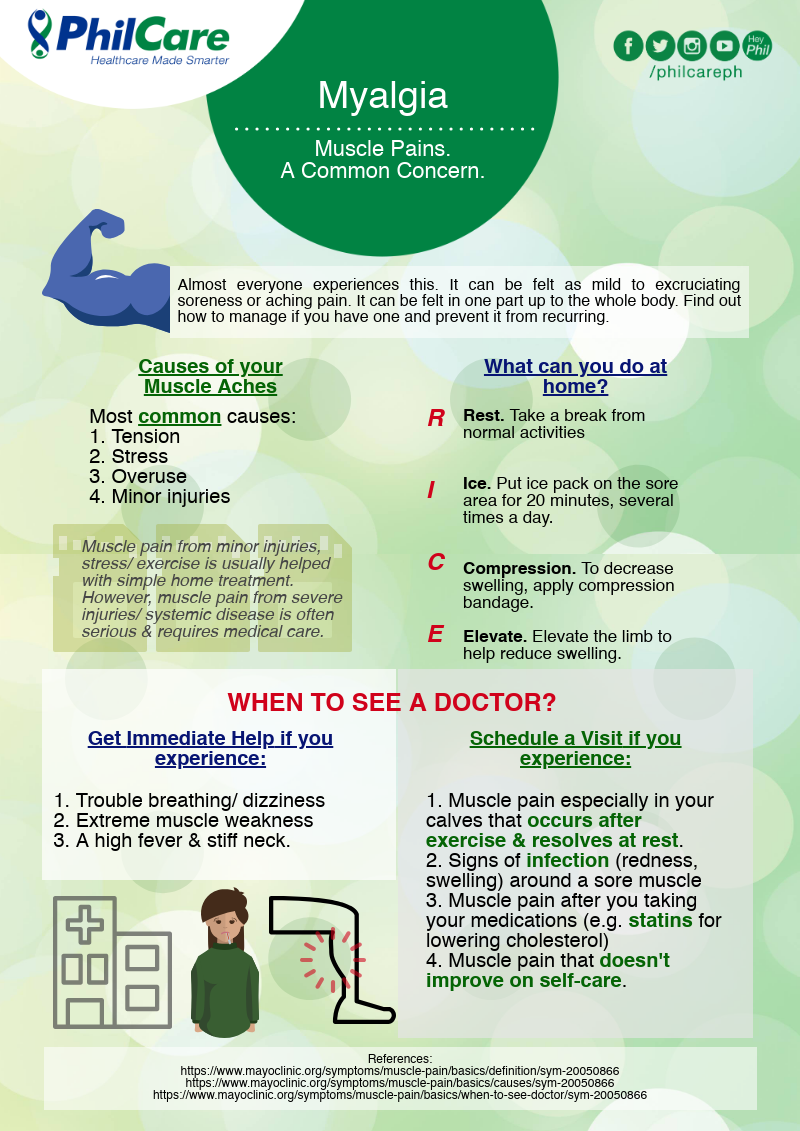 PhilCare
Healthcare Made Smarter
Hey
Phil
/philcareph
Myalgia
Muscle Pains.
A Common Concern.
Almost everyone experiences this. It can be felt as mild to excruciating
soreness or aching pain. It can be felt in one part up to the whole body. Find out
how to manage if you have one and prevent it from recurring.
Causes of your
Muscle Aches
Most common causes:
1. Tension
2. Stress
3. Overuse
4. Minor injuries
Muscle pain from minor injuries,
stress/ exercise is usually helped
with simple home treatment.
However, muscle pain from severe
injuries/ systemic disease is often
serious & requires medical care.
What can you do at
home?
R Rest. Take a break from
normal activities
I Ice. Put ice pack on the sore
area for 20 minutes, several
times a day.
C Compression. To decrease
swelling, apply compression
bandage.
E Elevate. Elevate the limb to
help reduce swelling.
WHEN TO SEE A DOCTOR?
Get Immediate Help if you
experience:
1. Trouble breathing/ dizziness
2. Extreme muscle weakness
3. A high fever & stiff neck.
Schedule a Visit if you
experience:
1. Muscle pain especially in your
calves that occurs after
exercise & resolves at rest.
2. Signs of infection (redness,
swelling) around a sore muscle
3. Muscle pain after you taking
your medications (e.g. statins for
lowering cholesterol)
4. Muscle pain that doesn't
improve on self-care.
References:
https://www.mayoclinic.org/symptoms/muscle-pain/basics/definition/sym-20050866
https://www.mayoclinic.org/symptoms/muscle-pain/basics/causes/sym-20050866
https://www.mayoclinic.org/symptoms/muscle-pain/basics/when-to-see-doctor/sym-20050866